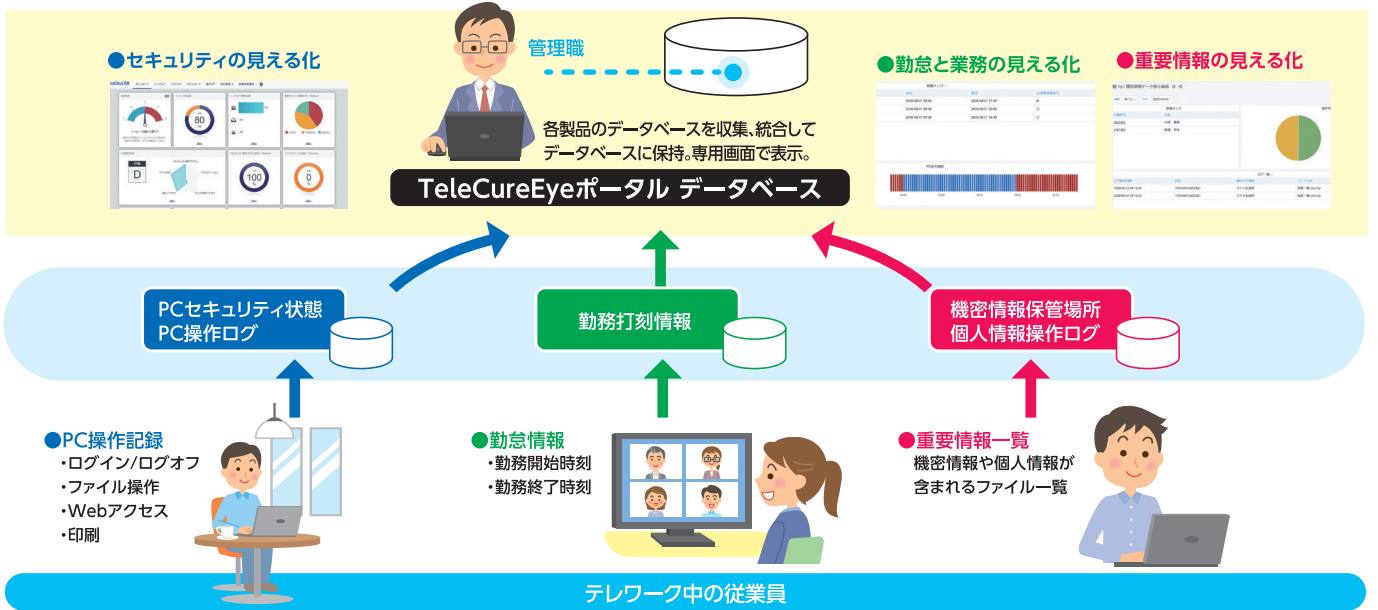 ●セキュリティの見える化
管理職
●勤怠と業務の見える化
●重要情報の見える化
80
D
100
0
各製品のデータベースを収集、統合して
データベースに保持。専用画面で表示。
TeleCureEyeポータル データベース
PCセキュリティ状態
PC操作ログ
勤務打刻情報
機密情報保管場所
個人情報操作ログ
●PC操作記録
・ログイン/ログオフ
・ファイル操作
・Webアクセス
・印刷
●勤怠情報
・勤務開始時刻
・勤務終了時刻
●重要情報一覧
機密情報や個人情報が
含まれるファイル一覧
テレワーク中の従業員